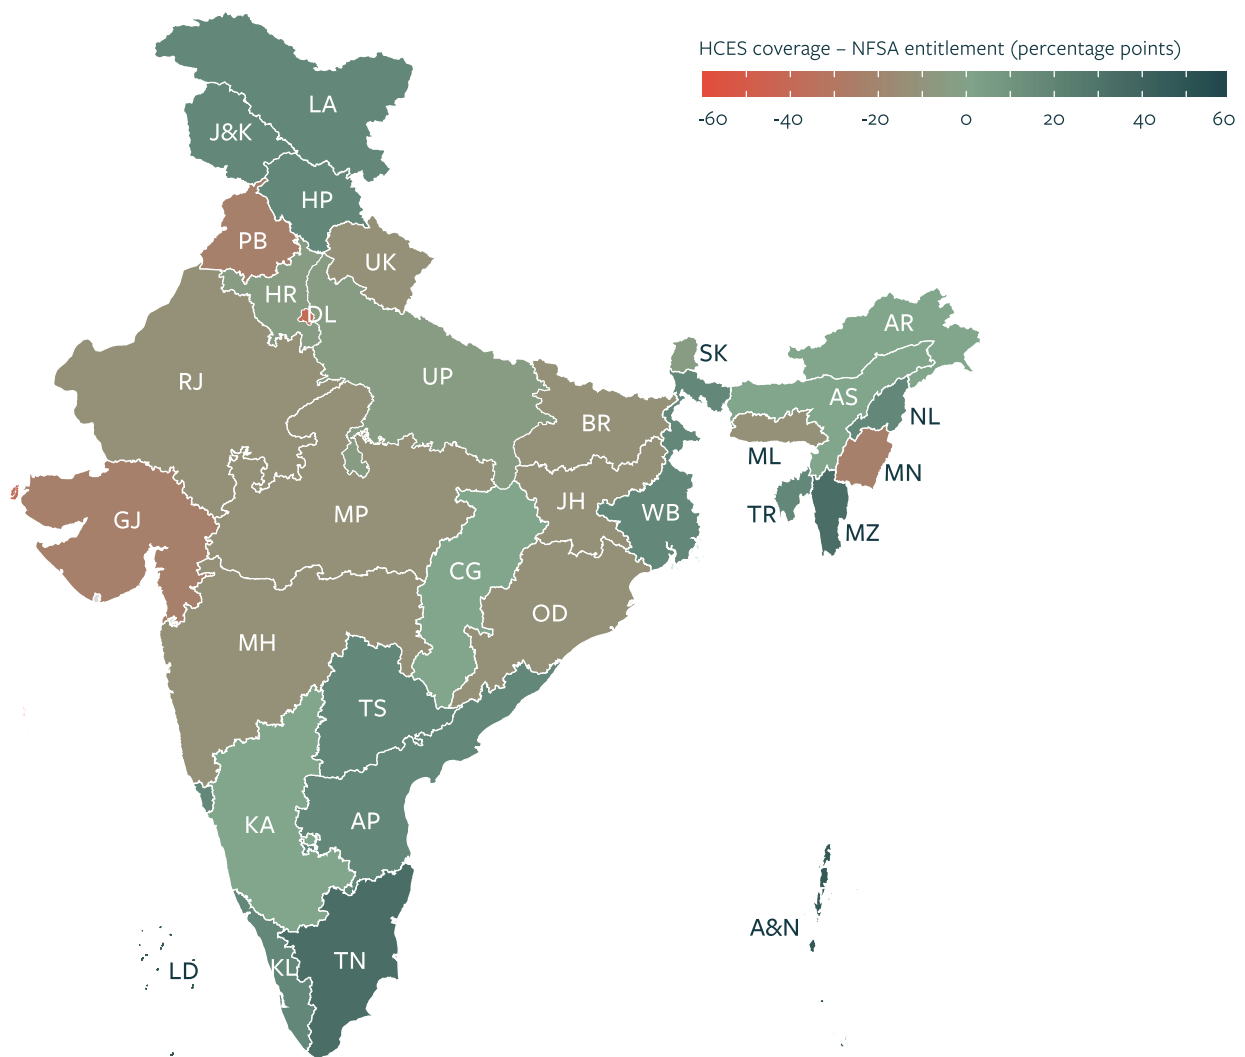 HCES coverage – NFSA entitlement (percentage points)
-60 -40 -20 0 20 40 60
LA
J&K
HP
PB
UK
HR
DL
AR
SK
RJ
UP
AS
NL
BR
ML
MN
GJ
MP
JH
WB
TR
MZ
CG
OD
MH
TS
KA
AP
A&N
LD
KL
TN